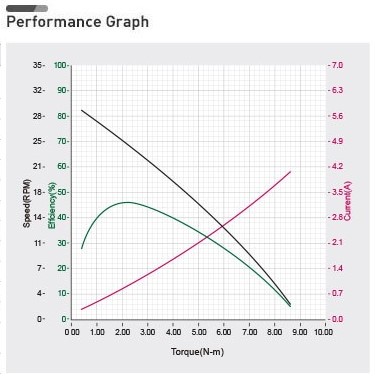 Performance Graph
35- 100- -7.0
32- 90- -6.3
28- 80- -5.6
25- 70- -4.9
21- 60- -4.2
18- 50- -3.5
14- 40- -2.8
11- 30- -2.1
7- 20- -1.4
4- 10- -0.7
0- 0- -0.0
Speed(RPM)
Effciency(%)
Current(A)
0.00 1.00 2.00 3.00 4.00 5.00 6.00 7.00 8.00 9.00 10.00
Torque(N-m)